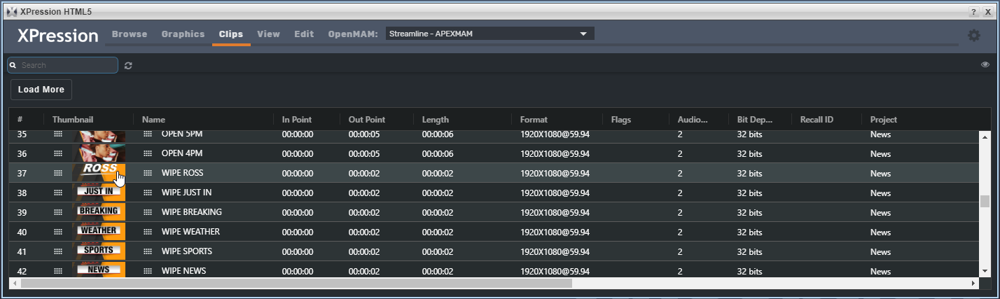 XPression HTML5 ? X
XPression Browse Graphics Clips View Edit OpenMAM: Streamline - APEXMAM
Search
Load More
# Thumbnail Name In Point Out Point Length Format Flags Audio... Bit Dep... Recall ID Project
35 OPEN 5PM 00:00:00 00:00:05 00:00:06 1920X1080@59.94 2 32 bits News
36 OPEN 4PM 00:00:00 00:00:05 00:00:06 1920X1080@59.94 2 32 bits News
37 ROSS WIPE ROSS 00:00:00 00:00:02 00:00:02 1920X1080@59.94 2 32 bits News
38 JUST IN WIPE JUST IN 00:00:00 00:00:02 00:00:02 1920X1080@59.94 2 32 bits News
39 BREAKING WIPE BREAKING 00:00:00 00:00:02 00:00:02 1920X1080@59.94 2 32 bits News
40 WEATHER WIPE WEATHER 00:00:00 00:00:02 00:00:02 1920X1080@59.94 2 32 bits News
41 SPORTS WIPE SPORTS 00:00:00 00:00:02 00:00:02 1920X1080@59.94 2 32 bits News
42 NEWS WIPE NEWS 00:00:00 00:00:02 00:00:02 1920X1080@59.94 2 32 bits News